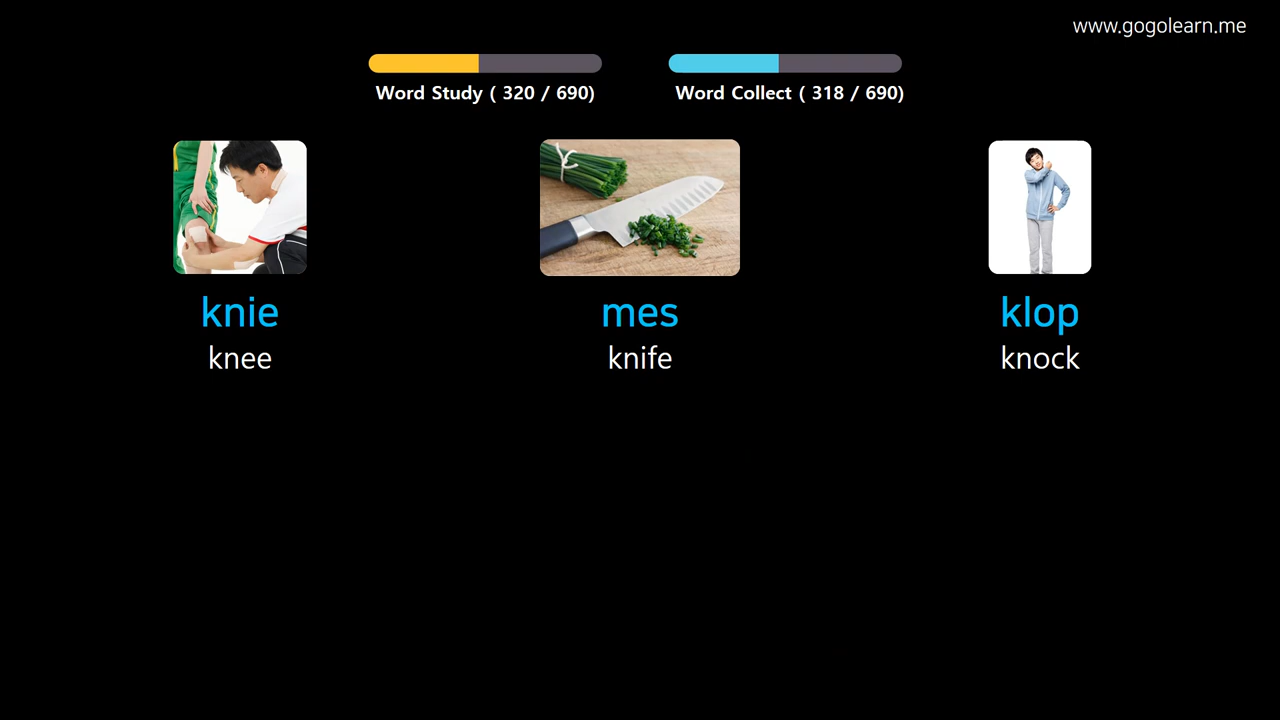 www.gogolearn.me
Word Study ( 320 / 690)
Word Collect ( 318 / 690)
knie
knee
mes
knife
klop
knock